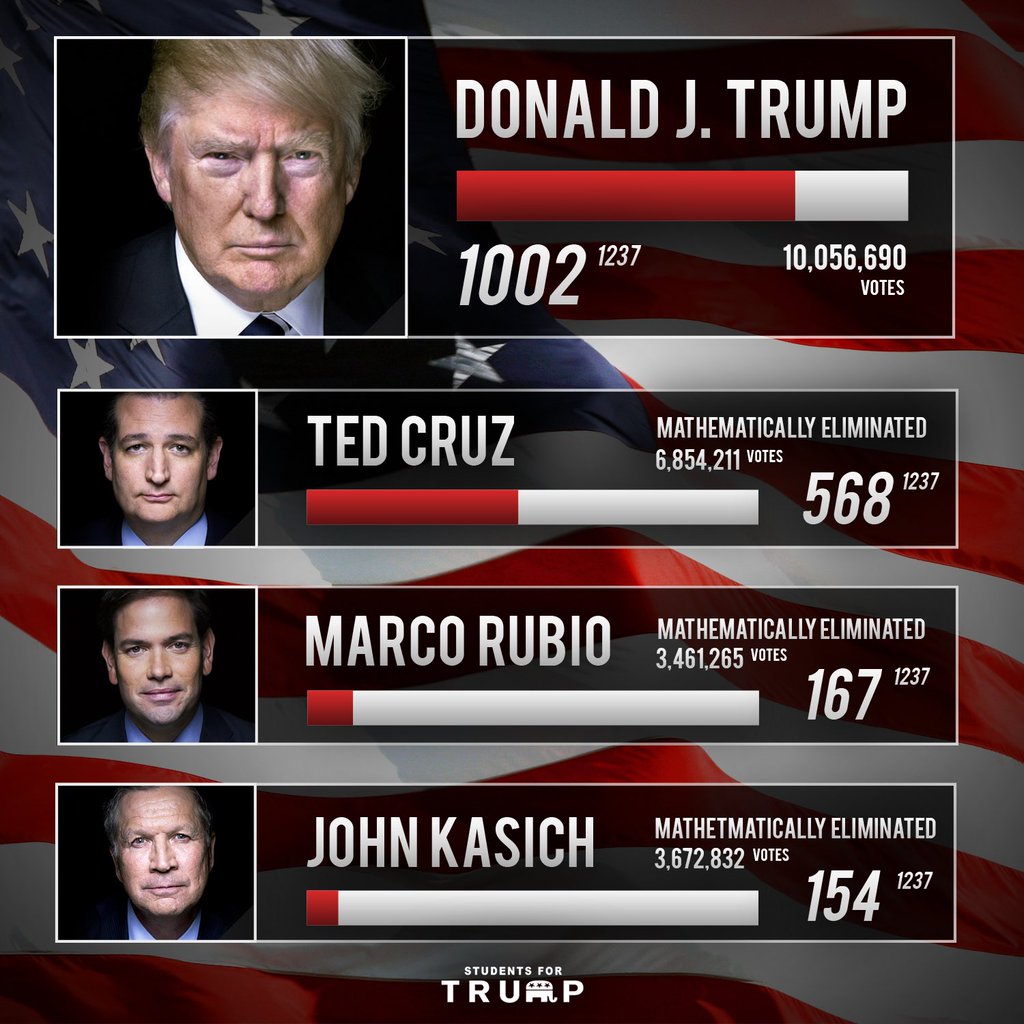 DONALD J. TRUMP
1002 1237
10,056,690
VOTES
TED CRUZ
MATHEMATICALLY ELIMINATED
6,854,211 VOTES
568 1237
MARCO RUBIO
MATHEMATICALLY ELIMINATED
3,461,265 VOTES
167 1237
JOHN KASICH
MATHETMATICALLY ELIMINATED
3,672,832 VOTES
154 1237
STUDENTS FOR
TRUMP